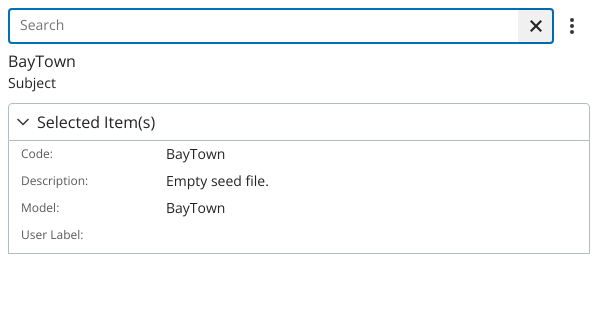 Search
BayTown
Subject
Selected Item(s)
Code: BayTown
Description: Empty seed file.
Model: BayTown
User Label: